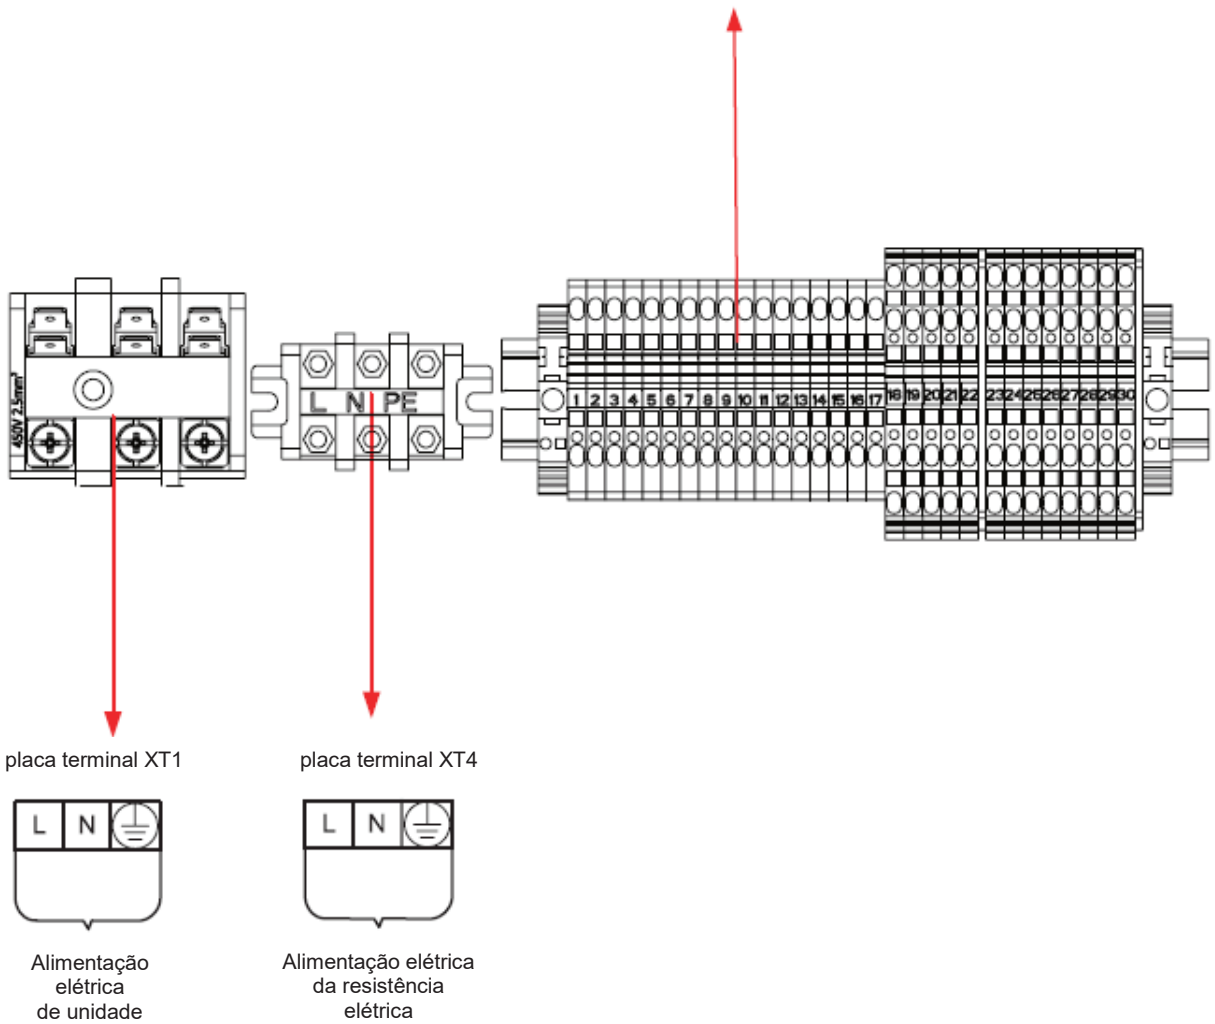 450V 2.5mm²
L N PE
1 2 3 4 5 6 7 8 9 10 11 12 13 14 15 16 17 18 19 20 21 22 23 24 25 26 27 28 29 30
placa terminal XT1
placa terminal XT4
L N
L N
Alimentação
elétrica
de unidade
Alimentação elétrica
da resistência
elétrica